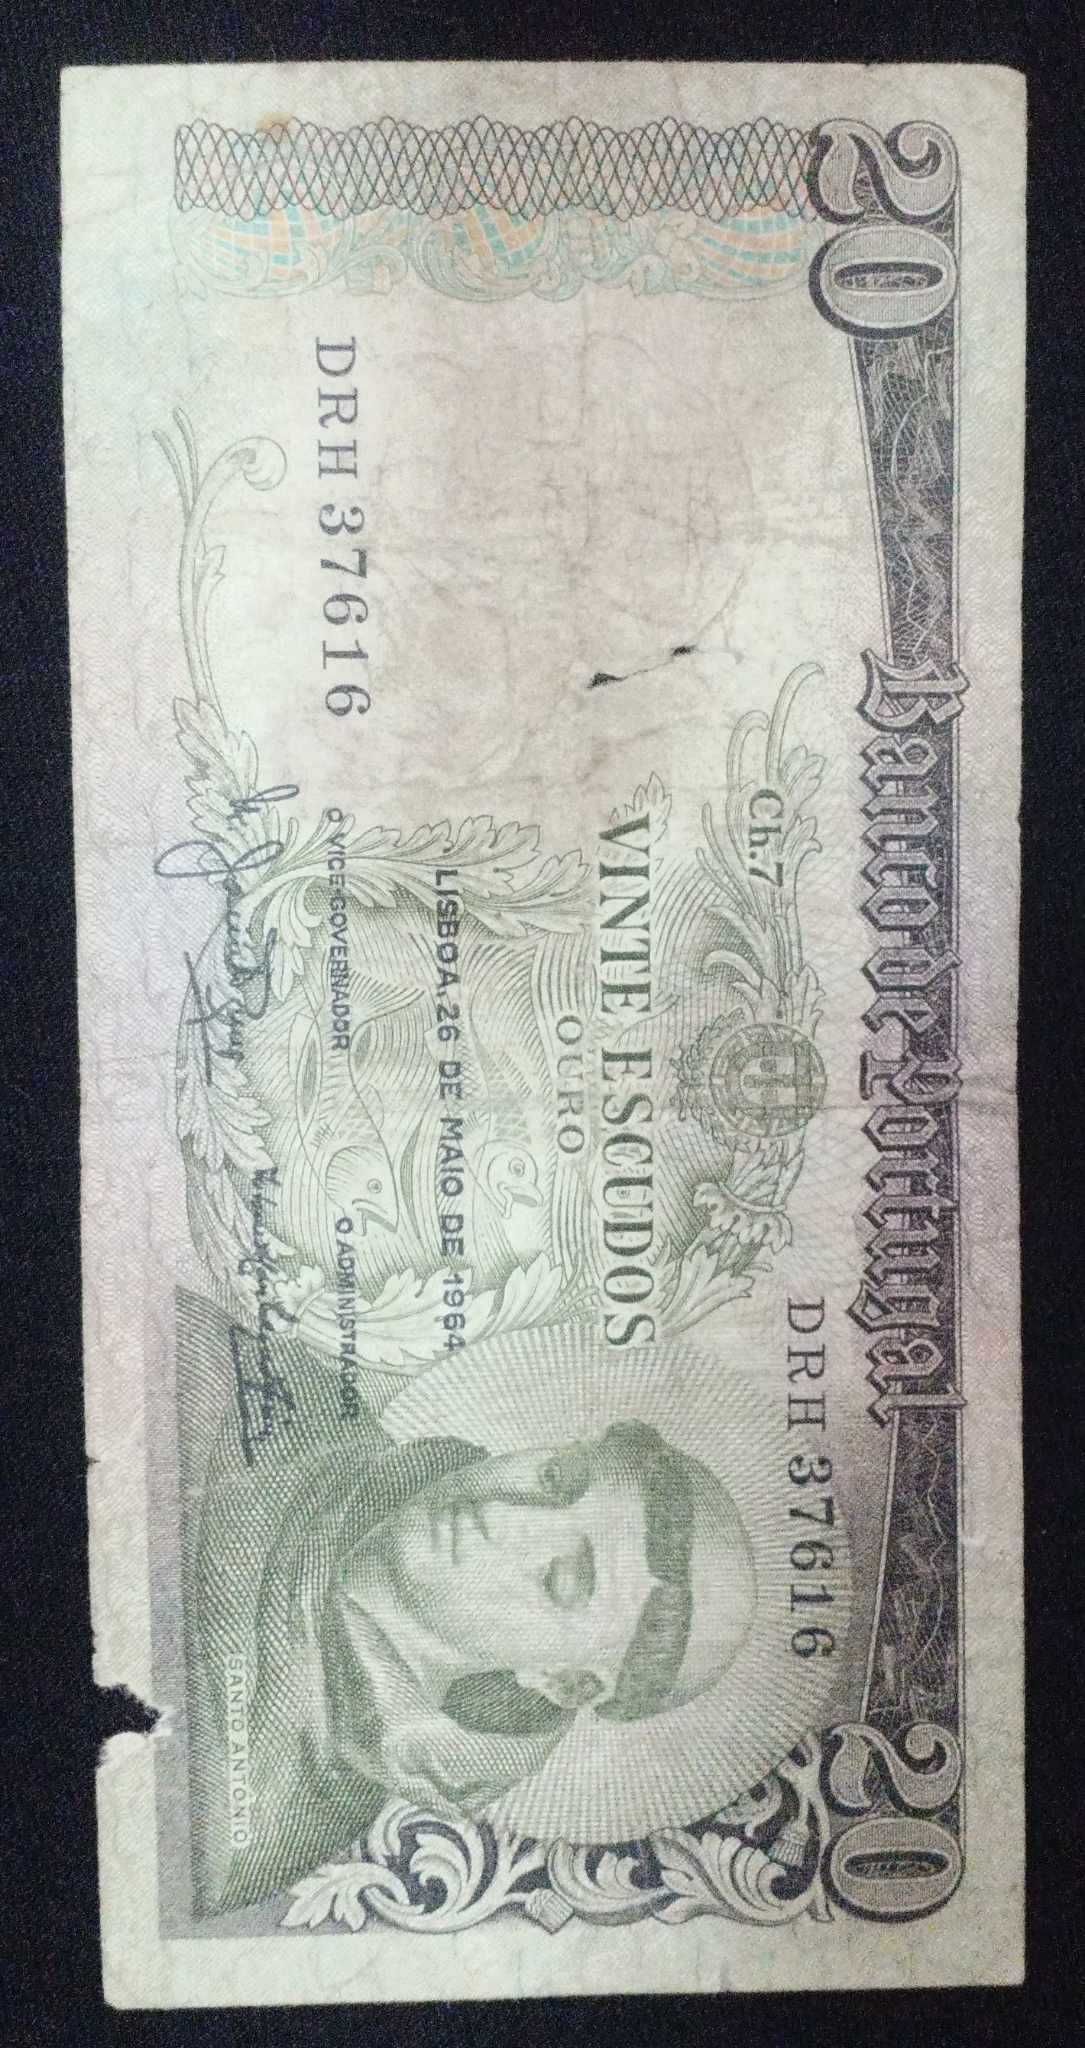 20 Banco de Portugal 20
Ch.7
DRH 37616
VINTE ESCUDOS
OURO
LISBOA, 26 DE MAIO DE 1964
DRH 37616
O VICE-GOVERNADOR
O ADMINISTRADOR
SANTO ANTONIO